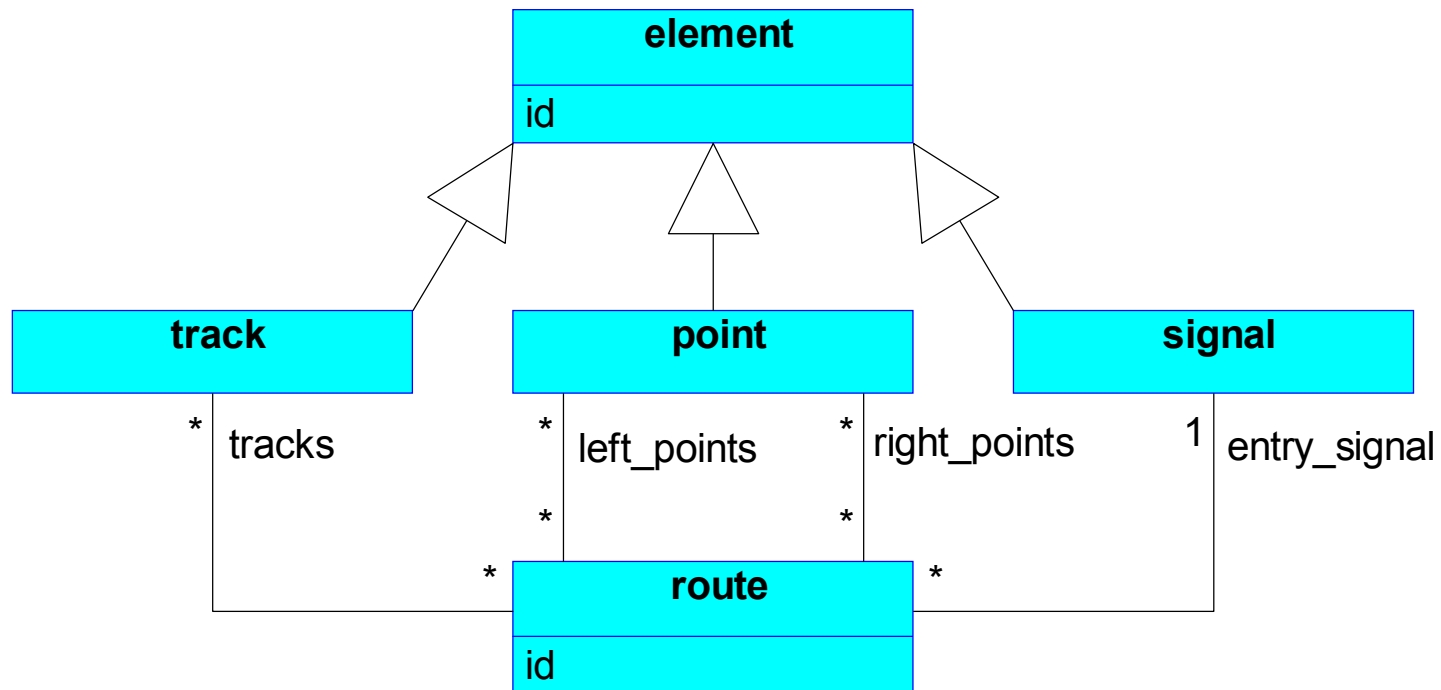 element
id
track
point
signal
*
tracks
*
left_points
*
right_points
1
entry_signal
*
*
*
*
route
id